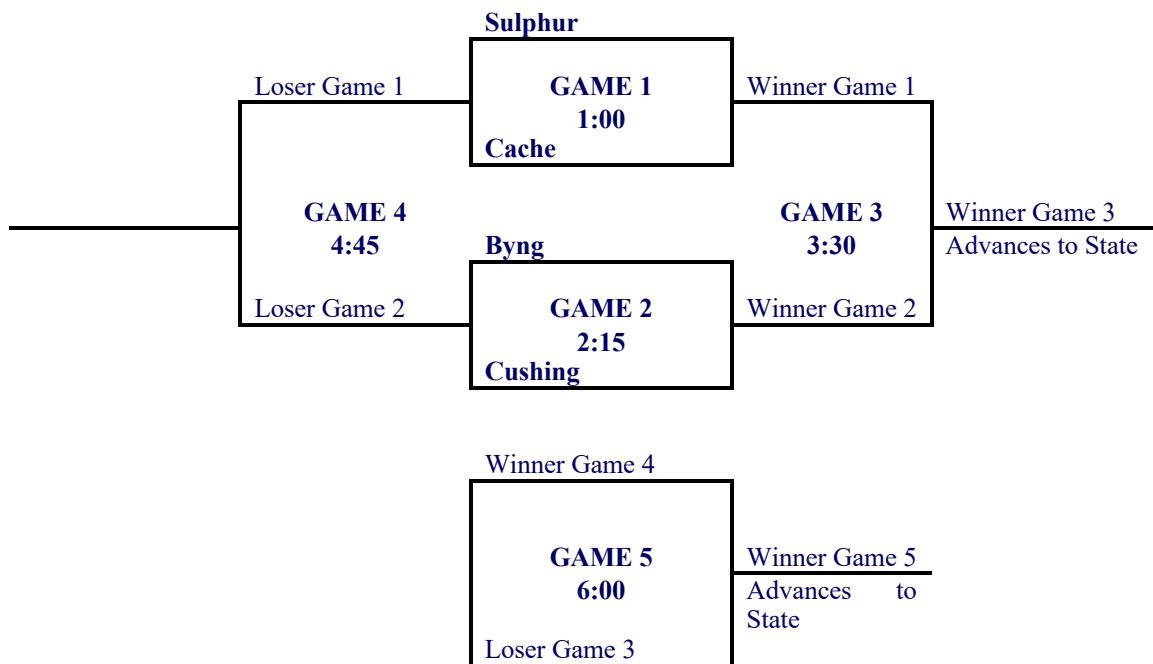 Sulphur
Loser Game 1
GAME 1
Winner Game 1
1:00
Cache
GAME 4
GAME 3
Winner Game 3
4:45
Byng
3:30
Advances to State
Loser Game 2
GAME 2
Winner Game 2
2:15
Cushing
Winner Game 4
GAME 5
Winner Game 5
6:00
Advances to
State
Loser Game 3